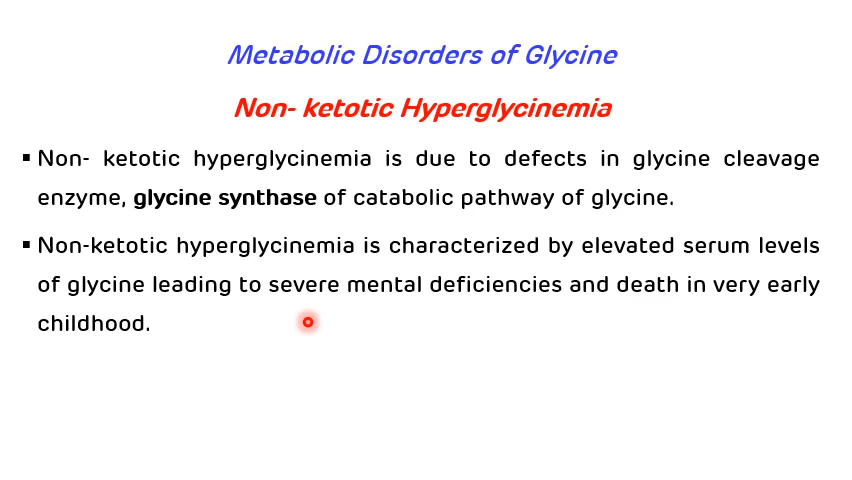 Metabolic Disorders of Glycine
Non- ketotic Hyperglycinemia
▪ Non- ketotic hyperglycinemia is due to defects in glycine cleavage
enzyme, glycine synthase of catabolic pathway of glycine.
▪ Non-ketotic hyperglycinemia is characterized by elevated serum levels
of glycine leading to severe mental deficiencies and death in very early
childhood.